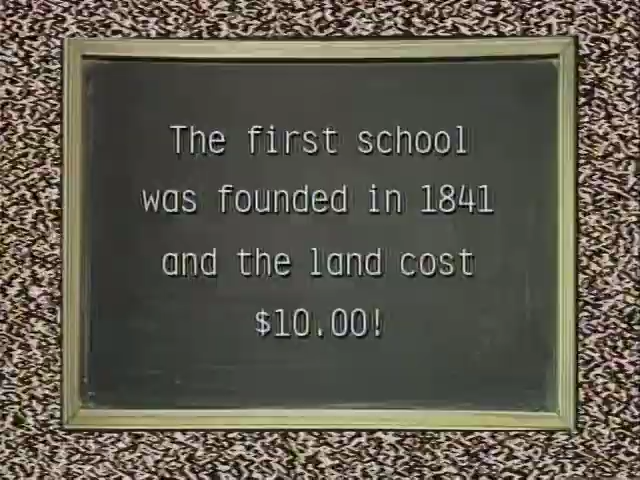 The first school
was founded in 1841
and the land cost
$10.00!